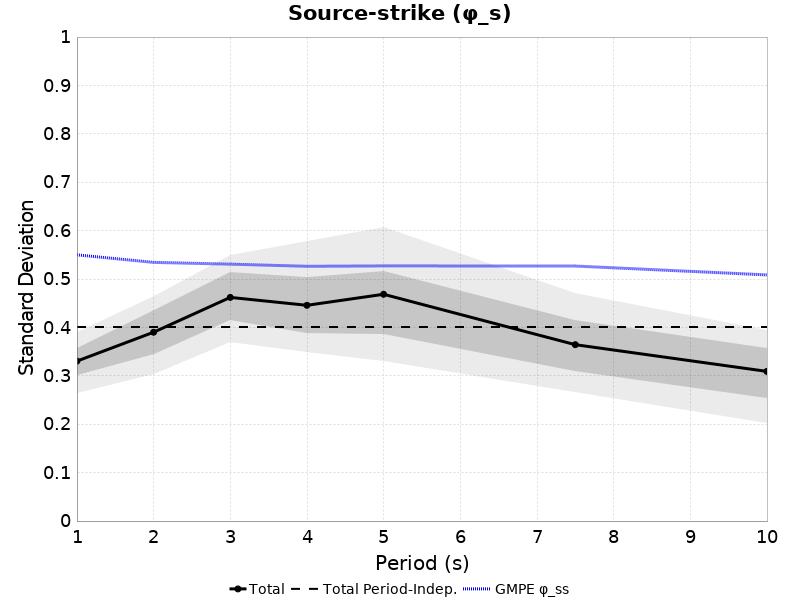 Source-strike (φ_s)
Standard Deviation
1
0.9
0.8
0.7
0.6
0.5
0.4
0.3
0.2
0.1
0
1 2 3 4 5 6 7 8 9 10
Period (s)
Total Total Period-Indep. GMPE φ_ss